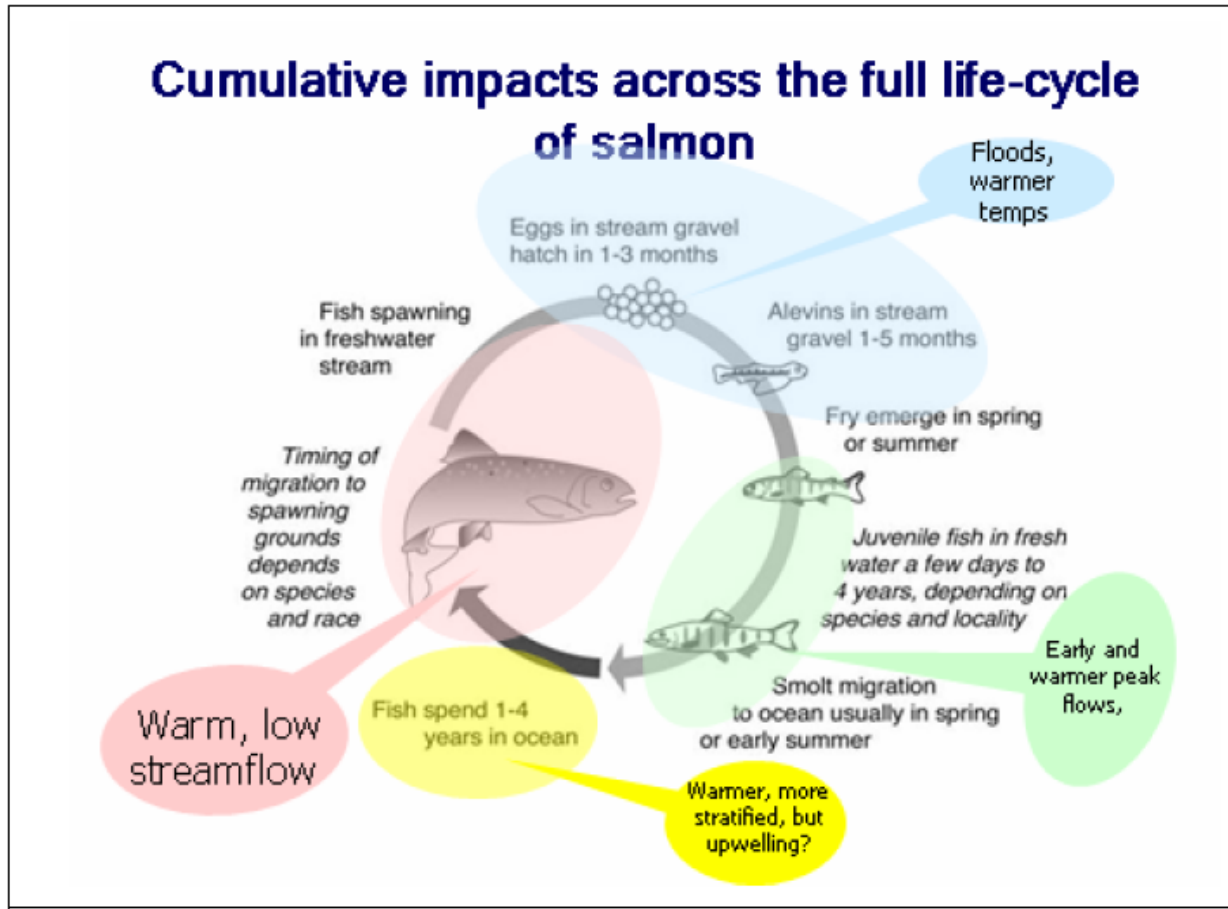 Cumulative impacts across the full life-cycle
of salmon
Floods,
warmer
temps
Eggs in stream gravel
hatch in 1-3 months
Alevins in stream
gravel 1-5 months
Fish spawning
in freshwater
stream
Fry emerge in spring
or summer
Timing of
migration to
spawning
grounds
depends
on species
and race
Juvenile fish in fresh
water a few days to
4 years, depending on
species and locality
Early and
warmer peak
flows,
Smolt migration
to ocean usually in spring
or early summer
Fish spend 1-4
years in ocean
Warm, low
streamflow
Warmer, more
stratified, but
upwelling?